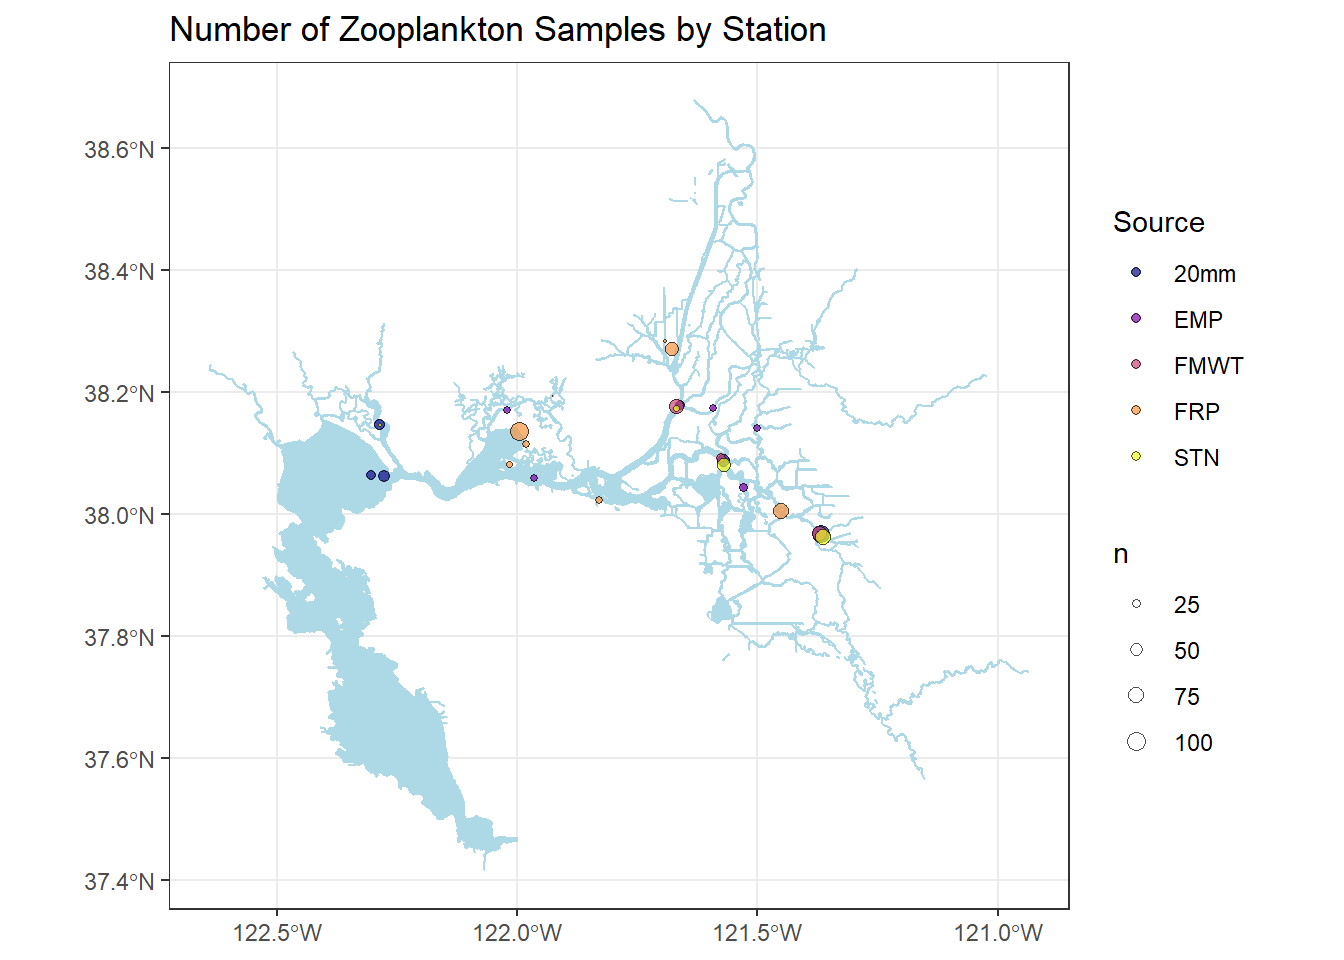 Number of Zooplankton Samples by Station
38.6°N
38.4°N
38.2°N
38.0°N
37.8°N
37.6°N
37.4°N
122.5°W
122.0°W
121.5°W
121.0°W
Source
20mm
EMP
FMWT
FRP
STN
n
25
50
75
100